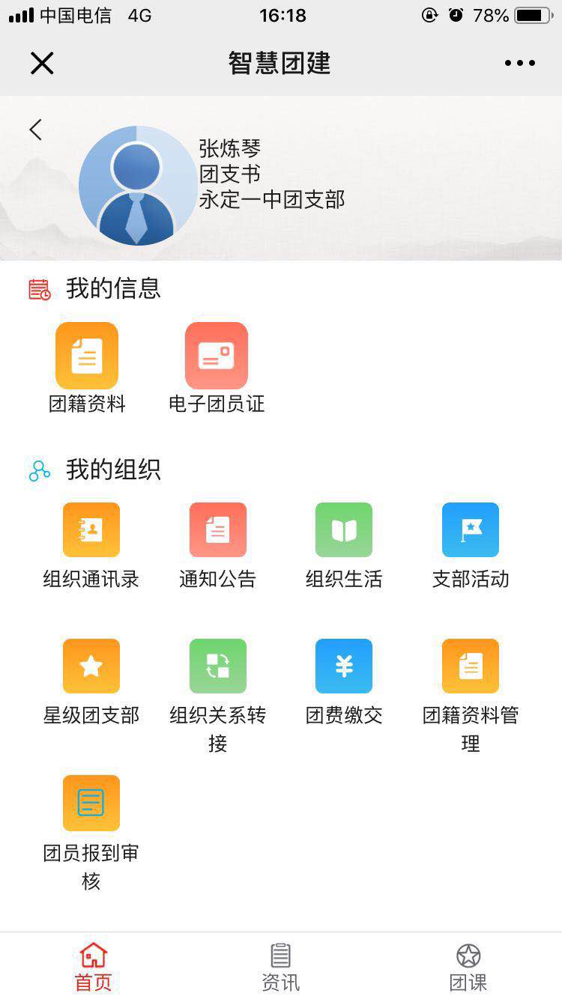 中国电信 4G 16:18 78%
智慧团建
张炼琴
团支书
永定一中团支部
我的信息
团籍资料 电子团员证
我的组织
组织通讯录 通知公告 组织生活 支部活动
星级团支部 组织关系转 团费缴交 团籍资料管
接 理
团员报到审
核
首页 资讯 团课